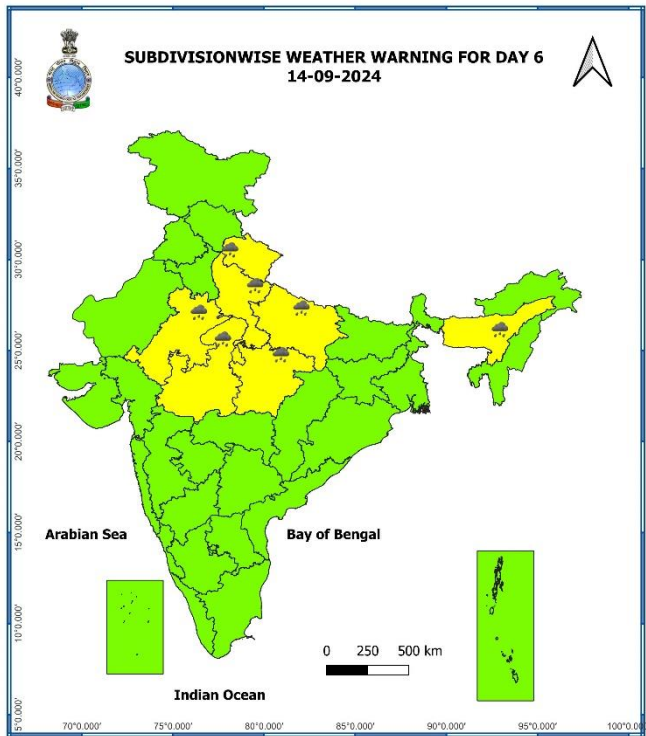 SUBDIVISIONWISE WEATHER WARNING FOR DAY 6
14-09-2024
40°0.000'
35°0.000'
30°0.000'
25°0.000'
20°0.000'
15°0.000'
10°0.000'
5°0.000'
Arabian Sea
Bay of Bengal
0 250 500 km
Indian Ocean
70°0.000' 75°0.000' 80°0.000' 85°0.000' 90°0.000' 95°0.000' 100°0.00